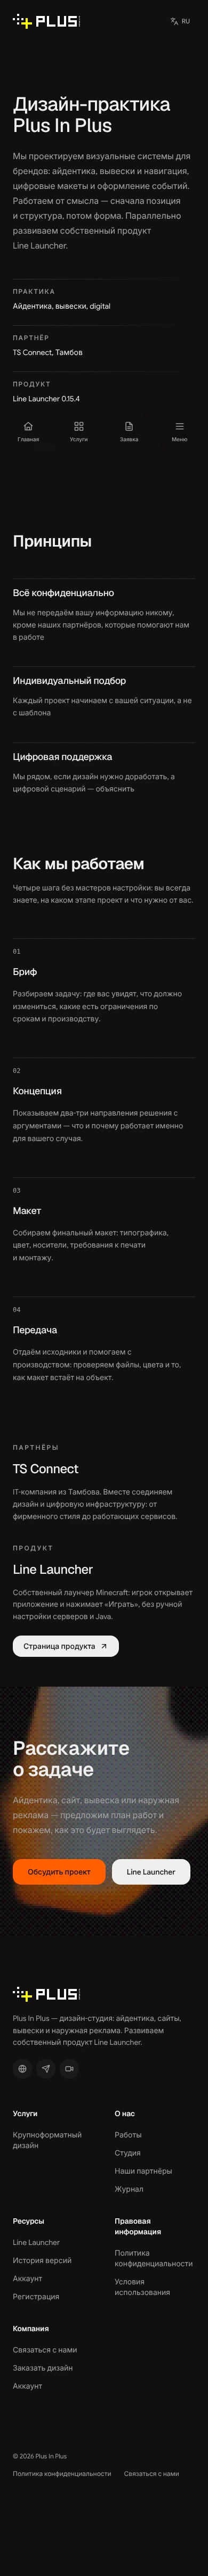 PLUS
RU
Дизайн-практика
Plus In Plus
Мы проектируем визуальные системы для
брендов: айдентика, вывески и навигация,
цифровые макеты и оформление событий.
Работаем от смысла — сначала позиция
и структура, потом форма. Параллельно
развиваем собственный продукт
Line Launcher.
ПРАКТИКА
Айдентика, вывески, digital
ПАРТНЁР
TS Connect, Тамбов
ПРОДУКТ
Line Launcher 0.15.4
Главная
Услуги
Заявка
Меню
Принципы
Всё конфиденциально
Мы не передаём вашу информацию никому,
кроме наших партнёров, которые помогают нам
в работе
Индивидуальный подбор
Каждый проект начинаем с вашей ситуации, а не
с шаблона
Цифровая поддержка
Мы рядом, если дизайн нужно доработать, а
цифровой сценарий — объяснить
Как мы работаем
Четыре шага без мастеров настройки: вы всегда
знаете, на каком этапе проект и что нужно от вас.
01
Бриф
Разбираем задачу: где вас увидят, что должно
измениться, какие есть ограничения по
срокам и производству.
02
Концепция
Показываем два-три направления решения с
аргументами — что и почему работает именно
для вашего случая.
03
Макет
Собираем финальный макет: типографика,
цвет, носители, требования к печати
и монтажу.
04
Передача
Отдаём исходники и помогаем с
производством: проверяем файлы, цвета и то,
как макет встаёт на объект.
ПАРТНЁРЫ
TS Connect
IT-компания из Тамбова. Вместе соединяем
дизайн и цифровую инфраструктуру: от
фирменного стиля до работающих сервисов.
ПРОДУКТ
Line Launcher
Собственный лаунчер Minecraft: игрок открывает
приложение и нажимает «Играть», без ручной
настройки серверов и Java.
Страница продукта
Расскажите
о задаче
Айдентика, сайт, вывеска или наружная
реклама — предложим план работ и
покажем, как это будет выглядеть.
Обсудить проект
Line Launcher
PLUS
Plus In Plus — дизайн-студия: айдентика, сайты,
вывески и наружная реклама. Развиваем
собственный продукт Line Launcher.
Услуги
Крупноформатный
дизайн
О нас
Работы
Студия
Наши партнёры
Журнал
Ресурсы
Line Launcher
История версий
Аккаунт
Регистрация
Правовая
информация
Политика
конфиденциальности
Условия
использования
Компания
Связаться с нами
Заказать дизайн
Аккаунт
© 2026 Plus In Plus
Политика конфиденциальности
Связаться с нами